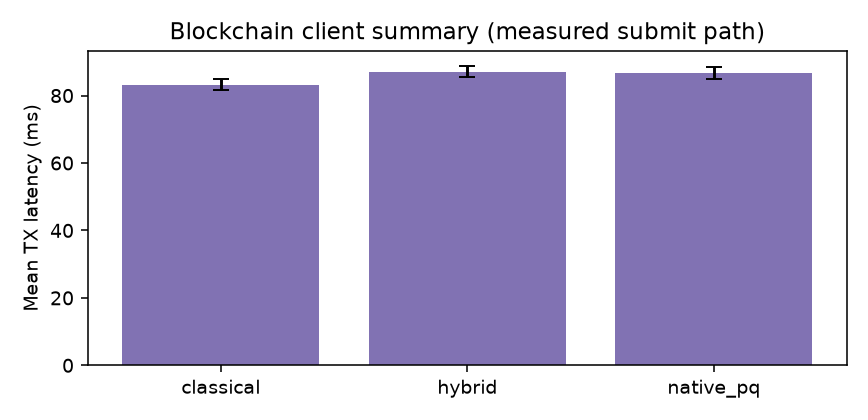 Blockchain client summary (measured submit path)
Mean TX latency (ms)
80
60
40
20
0
classical hybrid native_pq